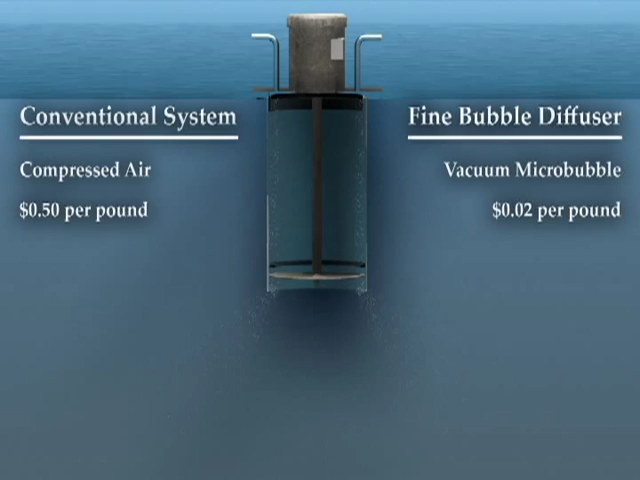 Conventional System
Compressed Air
$0.50 per pound
Fine Bubble Diffuser
Vacuum Microbubble
$0.02 per pound